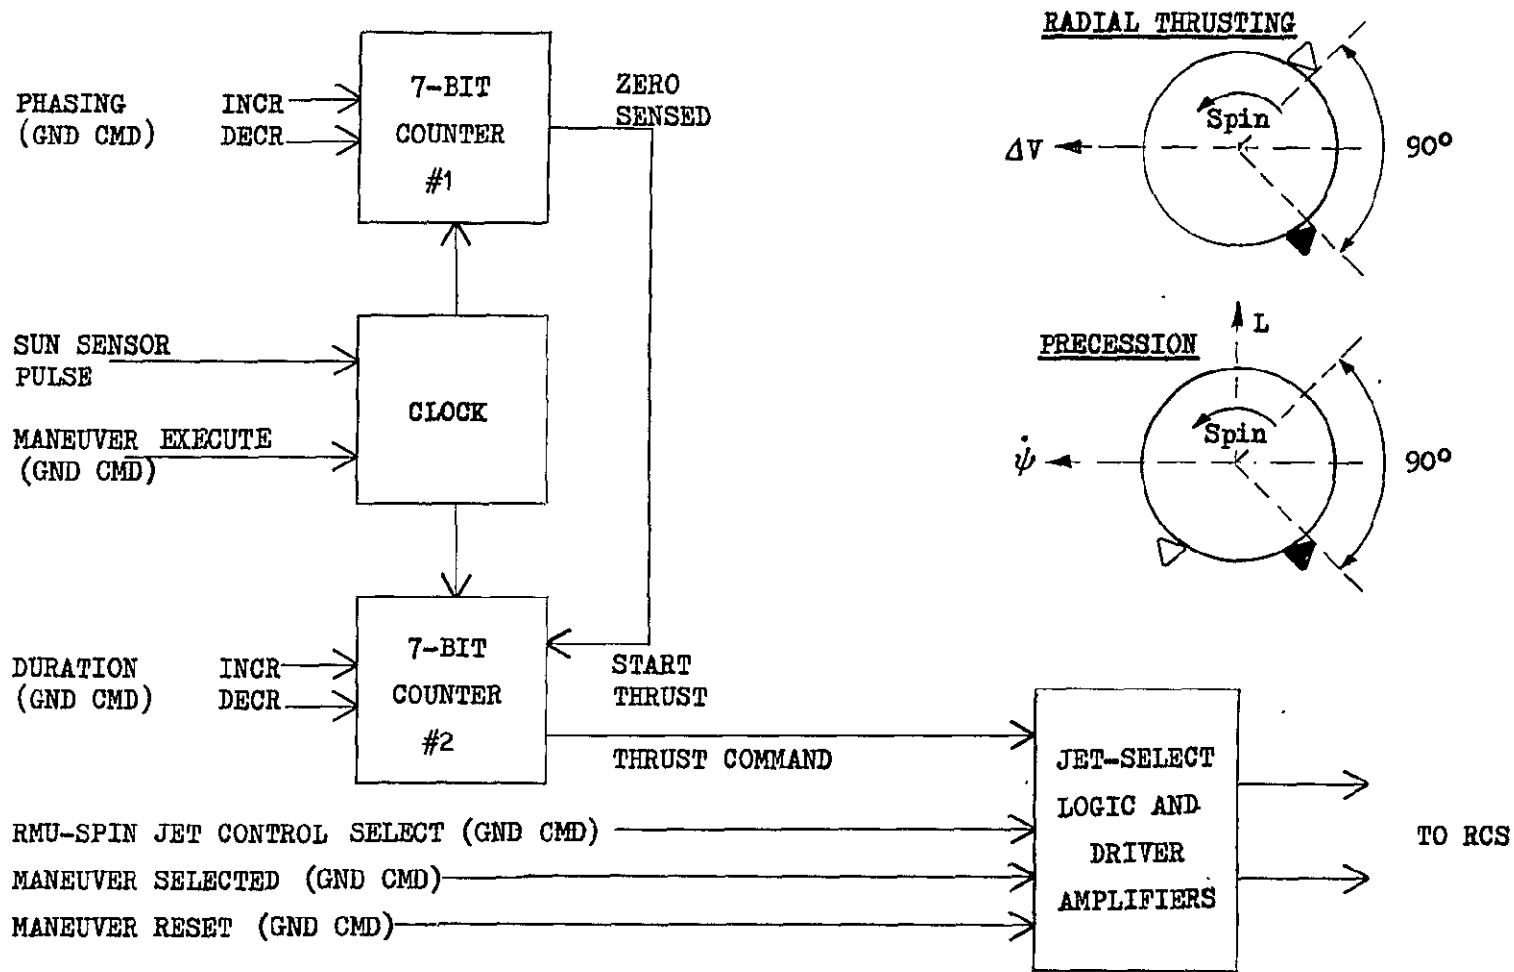 PHASING
(GND CMD)
INCR
DECR
7-BIT
COUNTER
#1
ZERO
SENSED
SUN SENSOR
PULSE
MANEUVER EXECUTE
(GND CMD)
CLOCK
DURATION
(GND CMD)
INCR
DECR
7-BIT
COUNTER
#2
START
THRUST
THRUST COMMAND
RMU-SPIN JET CONTROL SELECT (GND CMD)
MANEUVER SELECTED (GND CMD)
MANEUVER RESET (GND CMD)
JET-SELECT
LOGIC AND
DRIVER
AMPLIFIERS
TO RCS
RADIAL THRUSTING
Spin
ΔV
90°
PRECESSION
L
Spin
ψ̇
90°